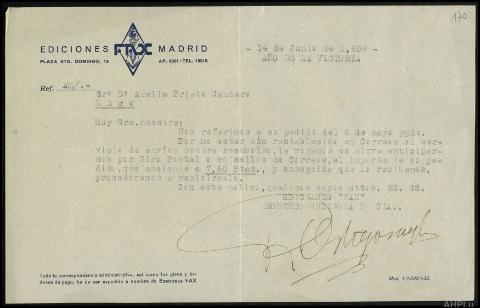 170
EDICIONES FAX MADRID
PLAZA STO. DOMINGO, 13 AP. 8001 - TEL. 10019
- 14 de Junio de 1.939 -
AÑO DE LA VICTORIA
Ref.
Srª Dª Amelia Prieto Cantero
Muy Sra. nuestra:
Nos referimos a su pedido del 6 de mayo ppdo.
Por no estar aún restablecido en Correos el ser-
vicio de envíos contra reembolso, le rogamos se sirva anticipar-
nos por Giro Postal o en sellos de Correos, el importe de su pe-
dido, que asciende a 7,60 Ptas., y enseguida que lo recibamos,
procederemos a remitírselo.
Con este motivo, quedamos suyos attos. SS. SS.
EDICIONES "FAX"
ROBERTO Y CIA.,
Toda la correspondencia administrativa, así como los giros y ór-
denes de pago, ha de ser expedida a nombre de EDICIONES FAX
AHPLu